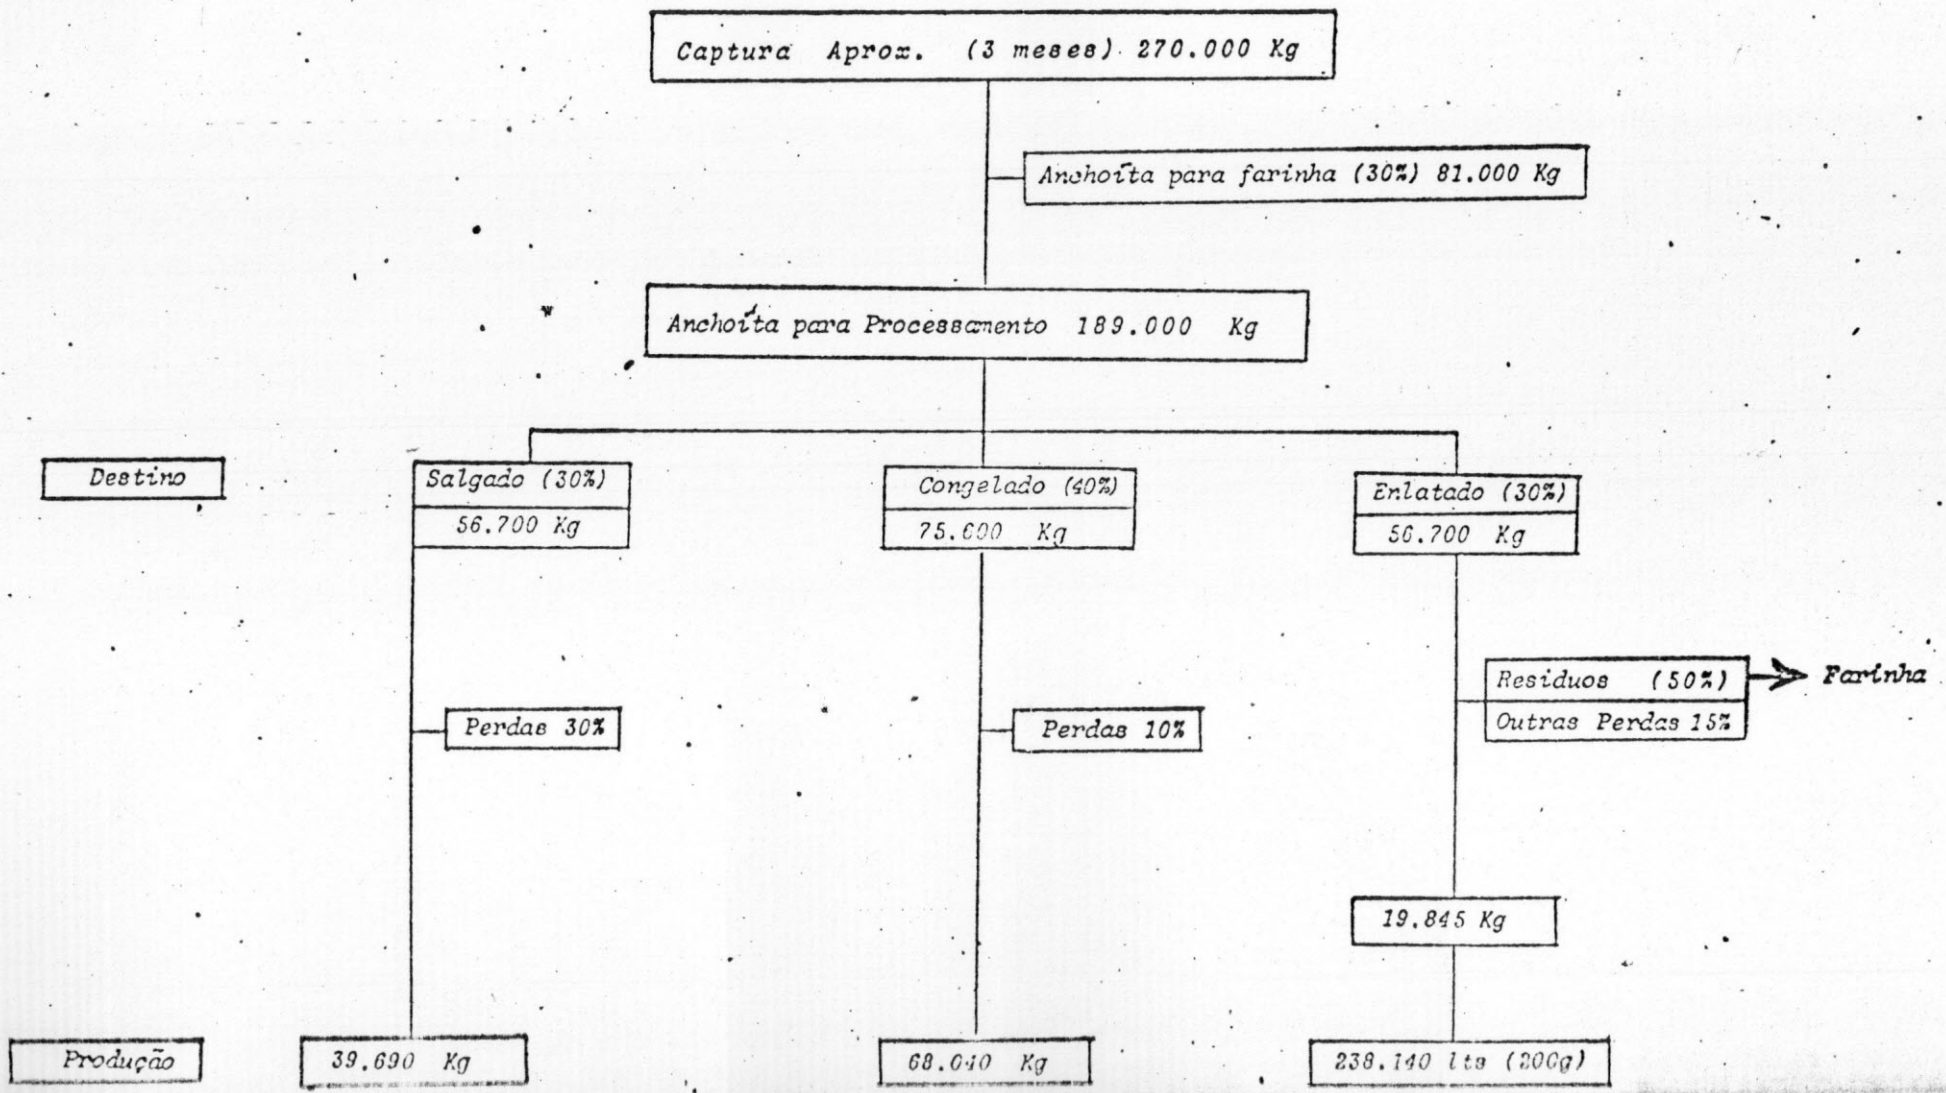 Captura Aprox. (3 meses) 270.000 Kg
Anchoíta para farinha (30%) 81.000 Kg
Anchoíta para Processamento 189.000 Kg
Destino
Salgado (30%)
56.700 Kg
Congelado (40%)
75.600 Kg
Enlatado (30%)
56.700 Kg
Resíduos (50%)
Farinha
Outras Perdas 15%
Perdas 30%
Perdas 10%
19.845 Kg
Produção
39.690 Kg
68.040 Kg
238.140 lts (200g)